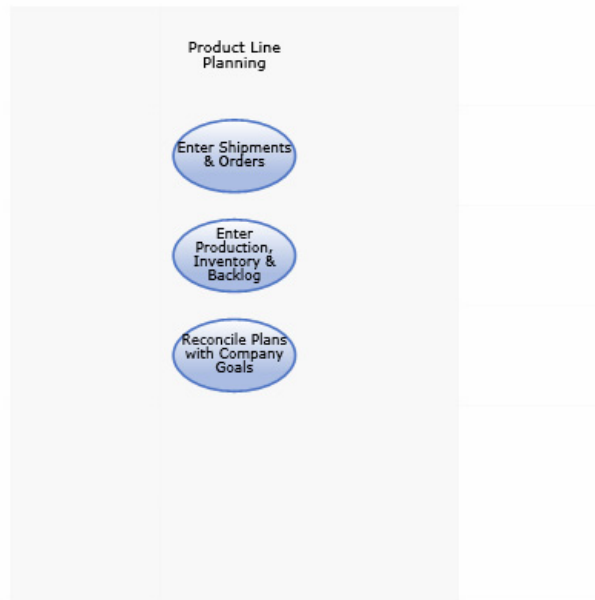 Product Line
Planning
Enter Shipments
& Orders
Enter
Production,
Inventory &
Backlog
Reconcile Plans
with Company
Goals